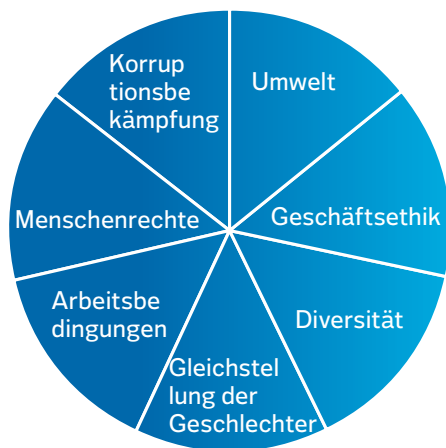 Umwelt
Geschäftsethik
Diversität
Gleichstel
lung der
Geschlechter
Arbeitsbe
dingungen
Menschenrechte
Korrup
tionsbe
kämpfung